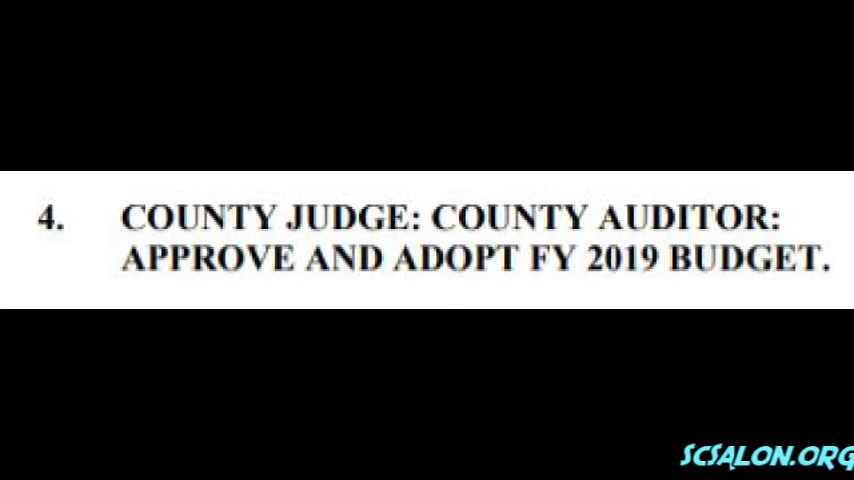 4. COUNTY JUDGE: COUNTY AUDITOR:
APPROVE AND ADOPT FY 2019 BUDGET.
SCSALON.ORG